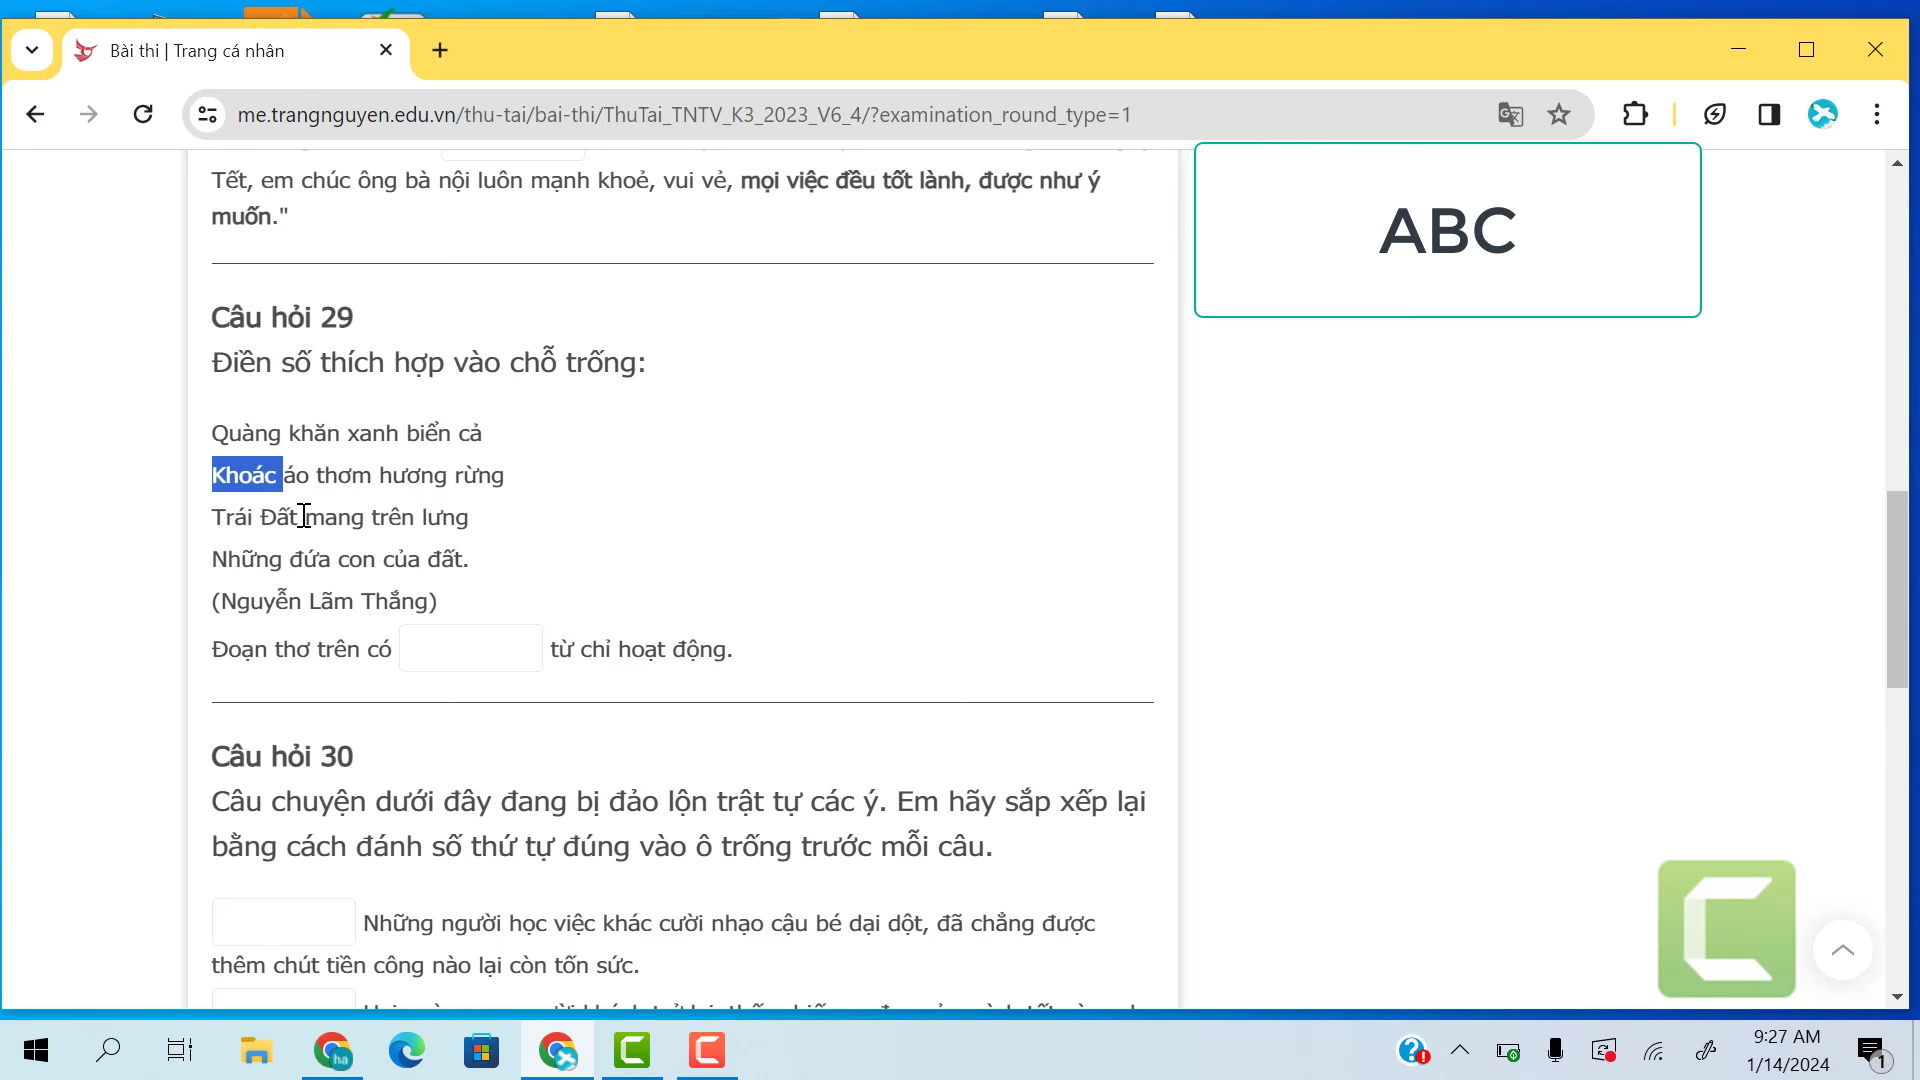 Bài thi | Trang cá nhân
me.trangnguyen.edu.vn/thu-tai/bai-thi/ThuTai_TNTV_K3_2023_V6_4/?examination_round_type=1
Tết, em chúc ông bà nội luôn mạnh khoẻ, vui vẻ, mọi việc đều tốt lành, được như ý
muốn."
ABC
Câu hỏi 29
Điền số thích hợp vào chỗ trống:
Quàng khăn xanh biển cả
Khoác áo thơm hương rừng
Trái Đất mang trên lưng
Những đứa con của đất.
(Nguyễn Lãm Thắng)
Đoạn thơ trên có từ chỉ hoạt động.
Câu hỏi 30
Câu chuyện dưới đây đang bị đảo lộn trật tự các ý. Em hãy sắp xếp lại
bằng cách đánh số thứ tự đúng vào ô trống trước mỗi câu.
Những người học việc khác cười nhạo cậu bé dại dột, đã chẳng được
thêm chút tiền công nào lại còn tốn sức.
ha
9:27 AM
1/14/2024
1